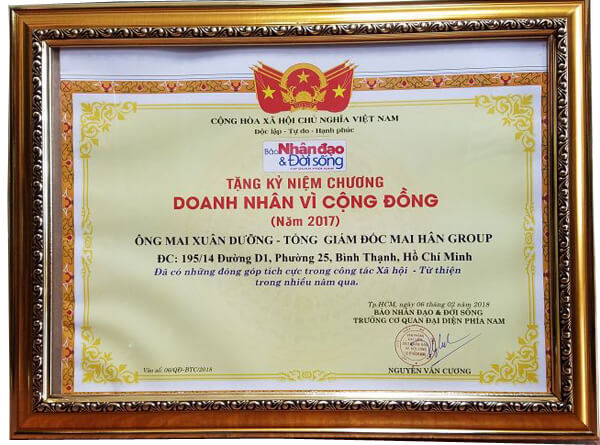 CỘNG HÒA XÃ HỘI CHỦ NGHĨA VIỆT NAM
Độc lập - Tự do - Hạnh phúc
Báo Nhân đạo
& Đời sống
CƠ QUAN PHÍA NAM
TẶNG KỶ NIỆM CHƯƠNG
DOANH NHÂN VÌ CỘNG ĐỒNG
(Năm 2017)
ÔNG MAI XUÂN DƯỠNG - TỔNG GIÁM ĐỐC MAI HÂN GROUP
ĐC: 195/14 Đường D1, Phường 25, Bình Thạnh, Hồ Chí Minh
Đã có những đóng góp tích cực trong công tác Xã hội - Từ thiện
trong nhiều năm qua.
Tp.HCM, ngày 06 tháng 02 năm 2018
BÁO NHÂN ĐẠO & ĐỜI SỐNG
TRƯỞNG CƠ QUAN ĐẠI DIỆN PHÍA NAM
Vào sổ: 06/QĐ-BTC/2018
NGUYỄN VĂN CƯƠNG